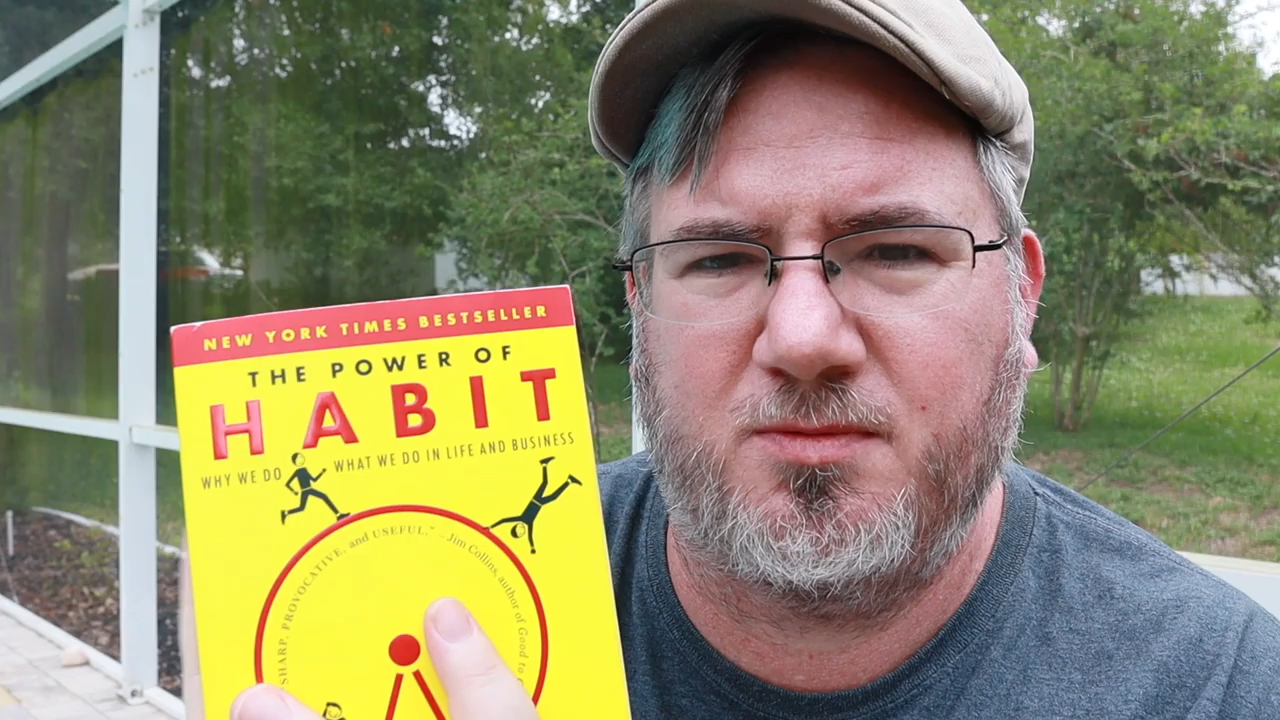 NEW YORK TIMES BESTSELLER
THE POWER OF
HABIT
WHY WE DO WHAT WE DO IN LIFE AND BUSINESS
SHARP, PROVOCATIVE, and USEFUL." - Jim Collins, author of Good to